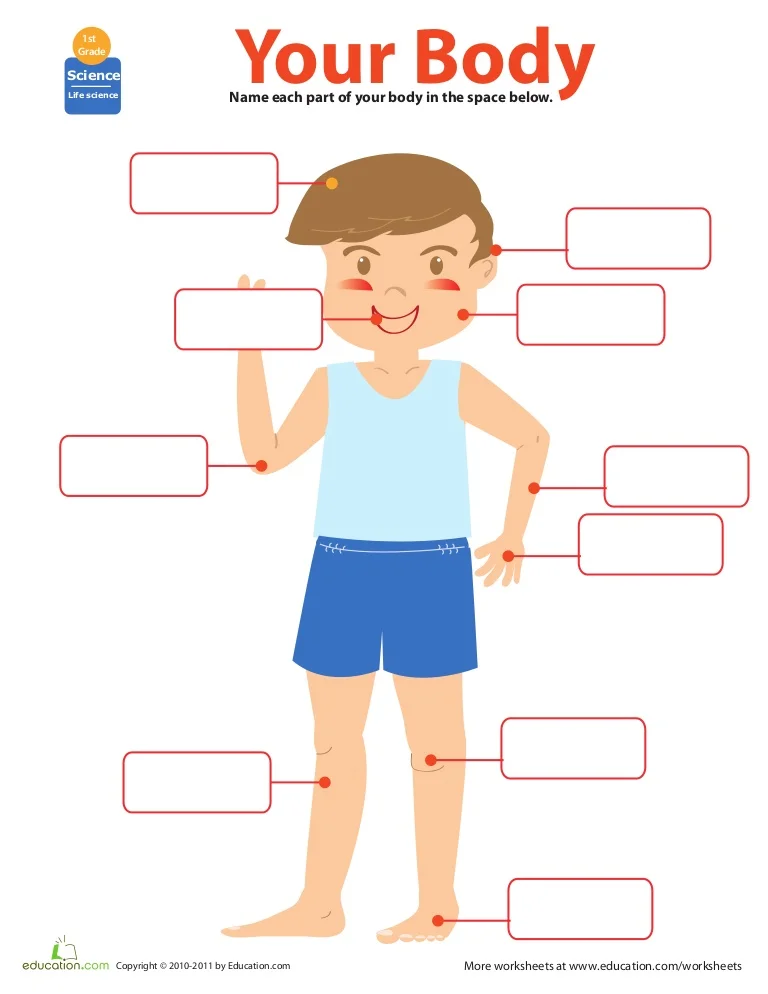 1st
Grade
Science
Life science
Your Body
Name each part of your body in the space below.
education.com
Copyright © 2010-2011 by Education.com
More worksheets at www.education.com/worksheets